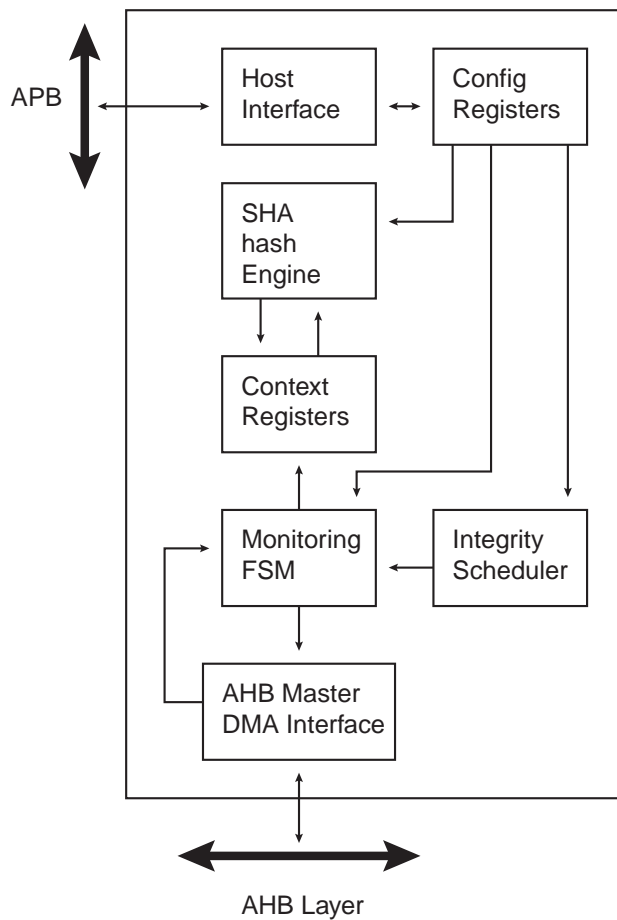 APB
Host
Interface
Config
Registers
SHA
hash
Engine
Context
Registers
Monitoring
FSM
Integrity
Scheduler
AHB Master
DMA Interface
AHB Layer